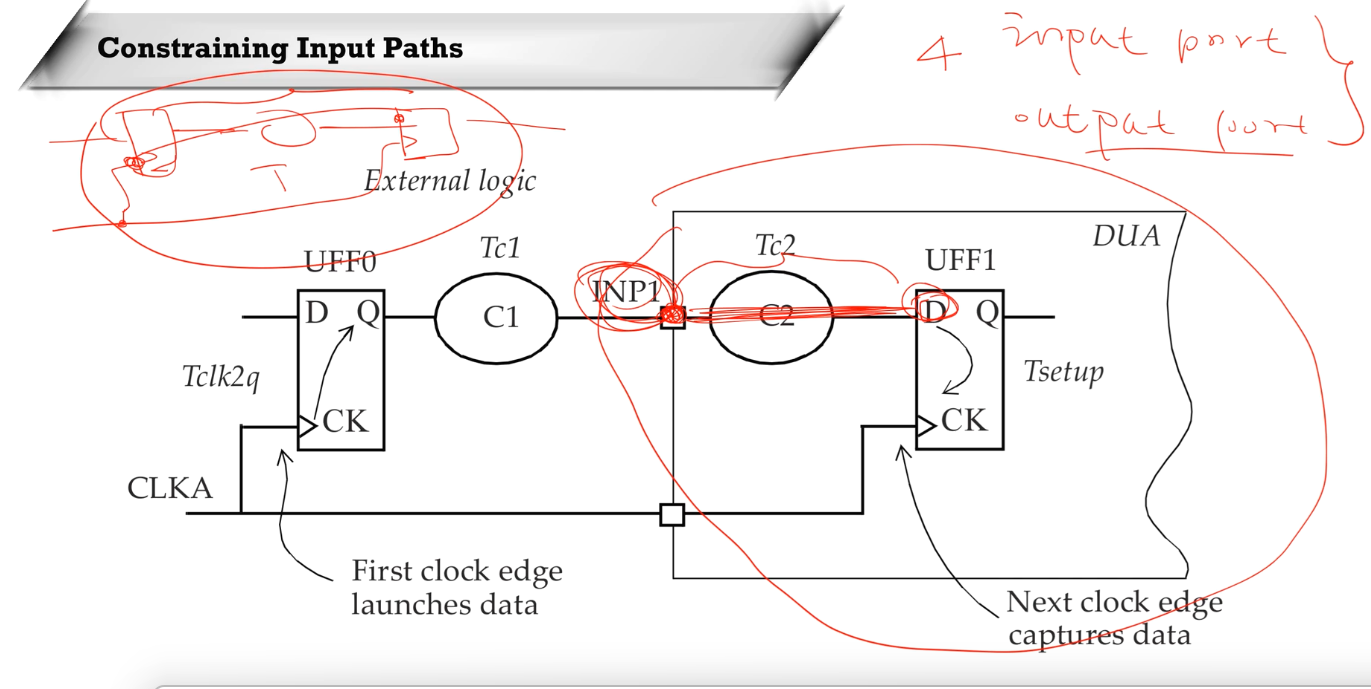 Constraining Input Paths
4 input port
output port
T
External logic
Tc1
Tc2
DUA
UFF0
UFF1
INP1
D Q
C1
C2
D Q
Tclk2q
Tsetup
CK
CK
CLKA
First clock edge
launches data
Next clock edge
captures data